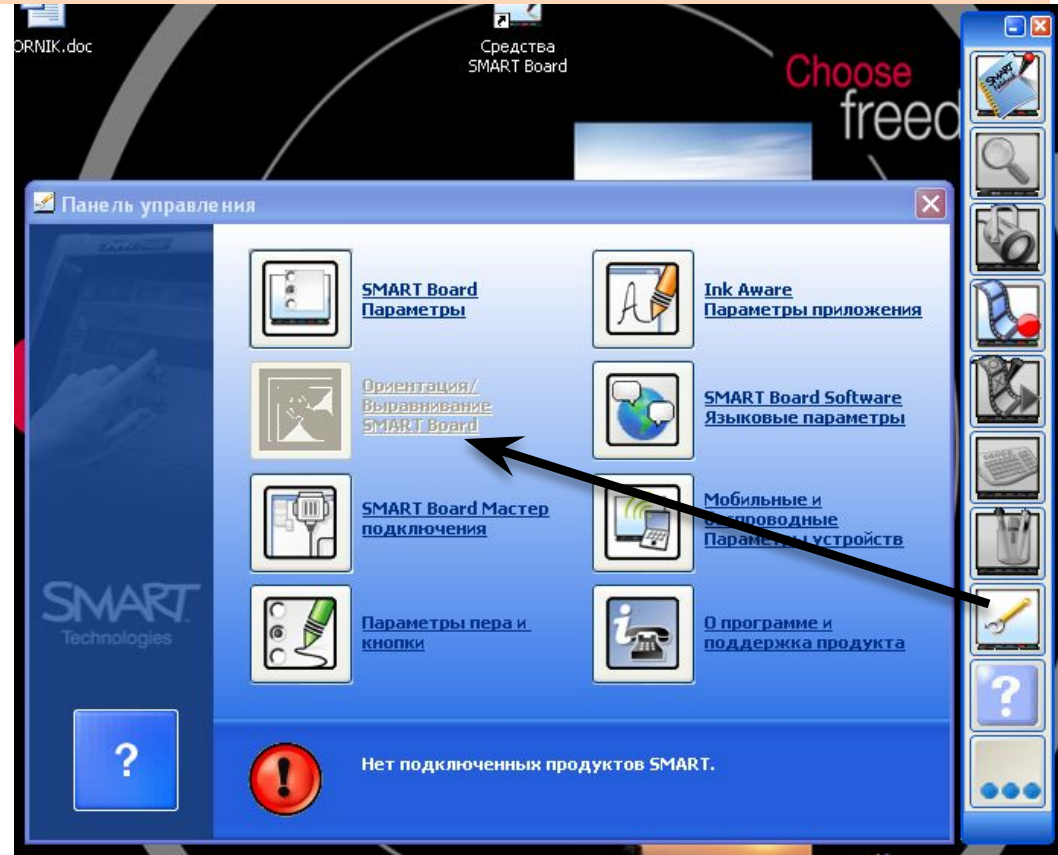 ORNIK.doc
Средства
SMART Board
Choose
freed
Панель управления
SMART Board
Параметры
Ink Aware
Параметры приложения
Ориентация/
Выравнивание
SMART Board
SMART Board Software
Языковые параметры
SMART Board Мастер
подключения
Мобильные и
беспроводные
Параметры устройств
Параметры пера и
кнопки
О программе и
поддержка продукта
SMART
Technologies
?
Нет подключенных продуктов SMART.
SMART
Notebook
?